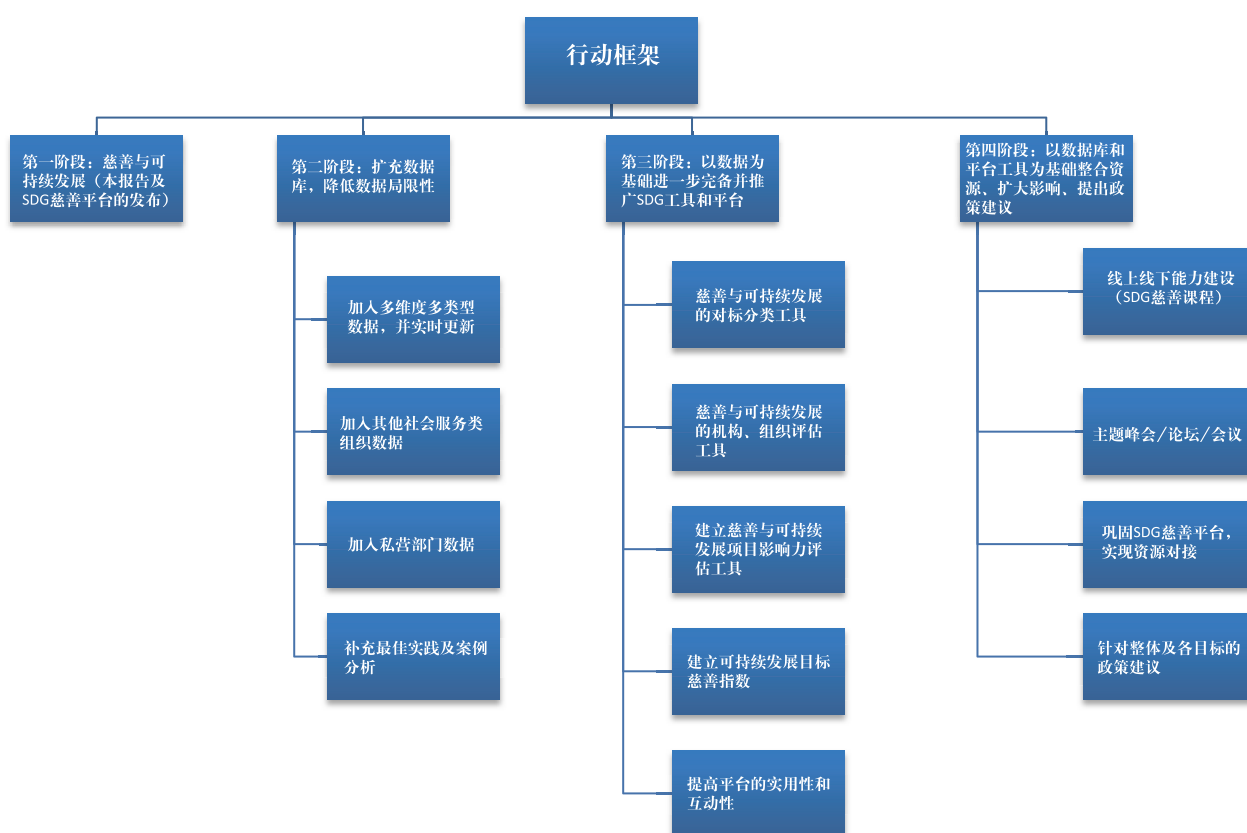 行动框架
第一阶段：慈善与可
持续发展（本报告及
SDG慈善平台的发布）
第二阶段：扩充数据
库，降低数据局限性
加入多维度多类型
数据，并实时更新
加入其他社会服务类
组织数据
加入私营部门数据
补充最佳实践及案例
分析
第三阶段：以数据为
基础进一步完备并推
广SDG工具和平台
慈善与可持续发展
的对标分类工具
慈善与可持续发展
的机构、组织评估
工具
建立慈善与可持续
发展项目影响力评
估工具
建立可持续发展目标
慈善指数
提高平台的实用性和
互动性
第四阶段：以数据库和
平台工具为基础整合资
源、扩大影响、提出政
策建议
线上线下能力建设
（SDG慈善课程）
主题峰会/论坛/会议
巩固SDG慈善平台，
实现资源对接
针对整体及各目标的
政策建议